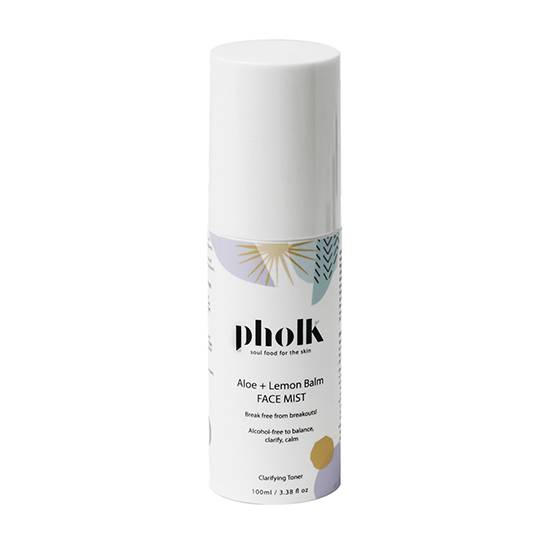 pholk
soul food for the skin
Aloe + Lemon Balm
FACE MIST
Break free from breakouts!
Alcohol-free to balance,
clarify, calm
Clarifying Toner
100ml / 3.38 fl oz